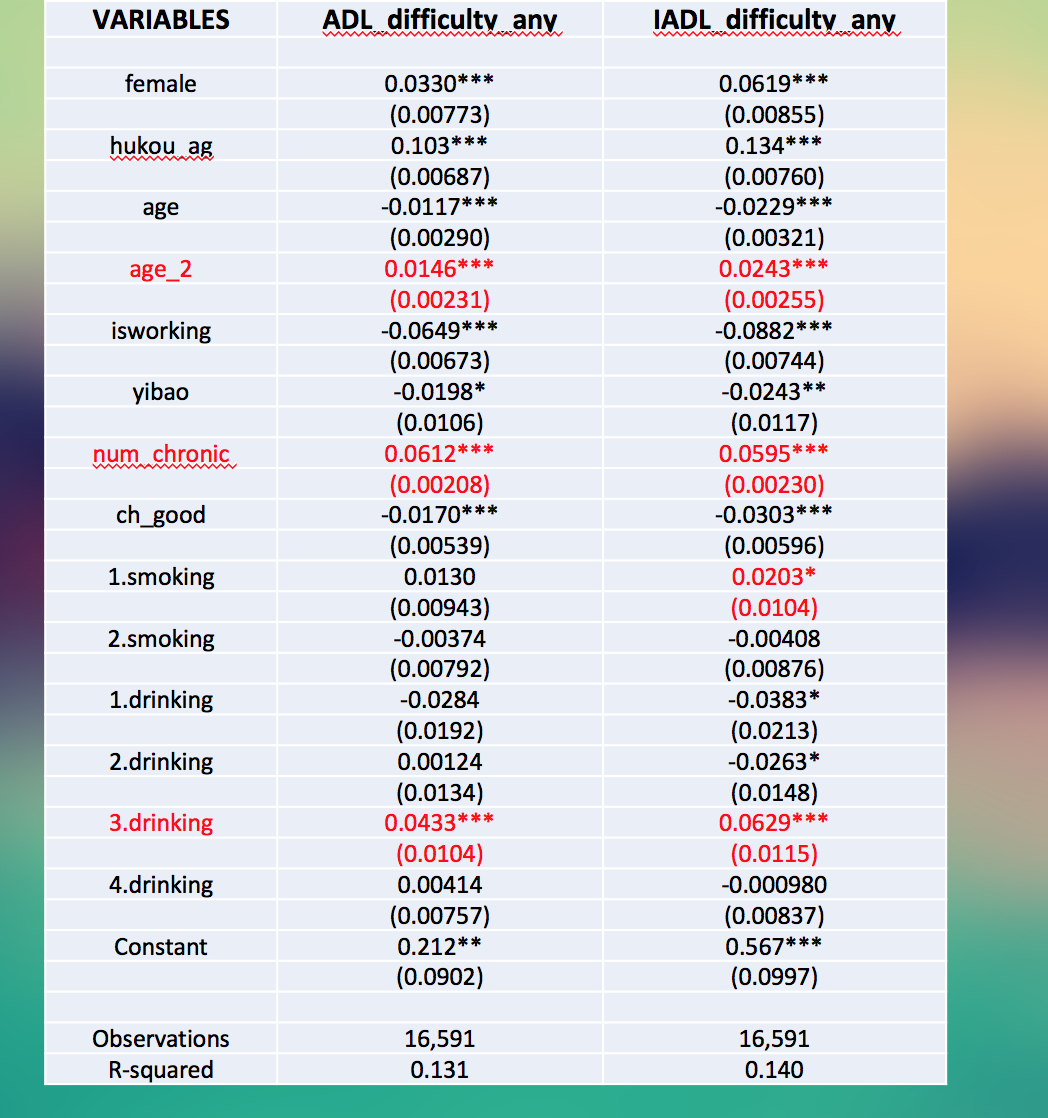 VARIABLES ADL_difficulty_any IADL_difficulty_any
female 0.0330*** 0.0619***
(0.00773) (0.00855)
hukou_ag 0.103*** 0.134***
(0.00687) (0.00760)
age -0.0117*** -0.0229***
(0.00290) (0.00321)
age_2 0.0146*** 0.0243***
(0.00231) (0.00255)
isworking -0.0649*** -0.0882***
(0.00673) (0.00744)
yibao -0.0198* -0.0243**
(0.0106) (0.0117)
num_chronic 0.0612*** 0.0595***
(0.00208) (0.00230)
ch_good -0.0170*** -0.0303***
(0.00539) (0.00596)
1.smoking 0.0130 0.0203*
(0.00943) (0.0104)
2.smoking -0.00374 -0.00408
(0.00792) (0.00876)
1.drinking -0.0284 -0.0383*
(0.0192) (0.0213)
2.drinking 0.00124 -0.0263*
(0.0134) (0.0148)
3.drinking 0.0433*** 0.0629***
(0.0104) (0.0115)
4.drinking 0.00414 -0.000980
(0.00757) (0.00837)
Constant 0.212** 0.567***
(0.0902) (0.0997)
Observations 16,591 16,591
R-squared 0.131 0.140